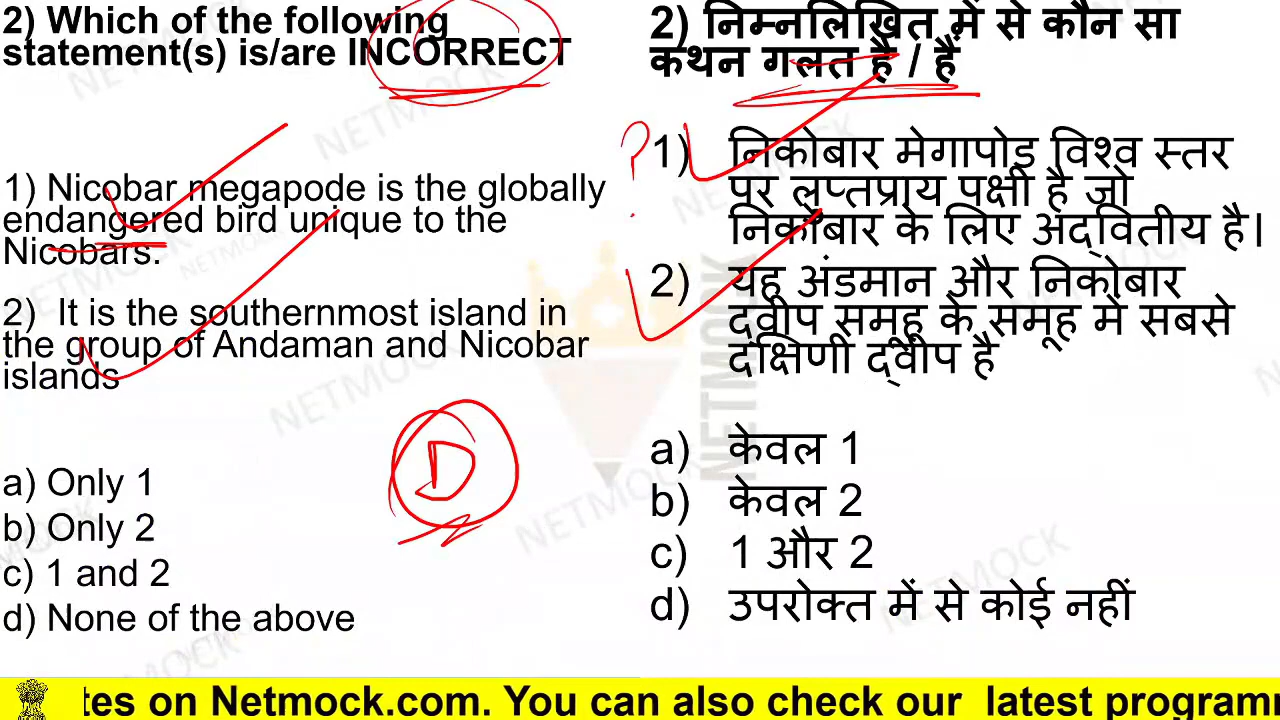 2) Which of the following
statement(s) is/are INCORRECT
1) Nicobar megapode is the globally
endangered bird unique to the
Nicobars.
2) It is the southernmost island in
the group of Andaman and Nicobar
islands
D
a) Only 1
b) Only 2
c) 1 and 2
d) None of the above
2) निम्नलिखित में से कौन सा
कथन गलत है / हैं
?
1) निकोबार मेगापोड विश्व स्तर
पर लुप्तप्राय पक्षी है जो
निकोबार के लिए अद्वितीय है।
2) यह अंडमान और निकोबार
द्वीप समूह के समूह में सबसे
दक्षिणी द्वीप है
a) केवल 1
b) केवल 2
c) 1 और 2
d) उपरोक्त में से कोई नहीं
NETMOCK
tes on Netmock.com. You can also check our latest programm